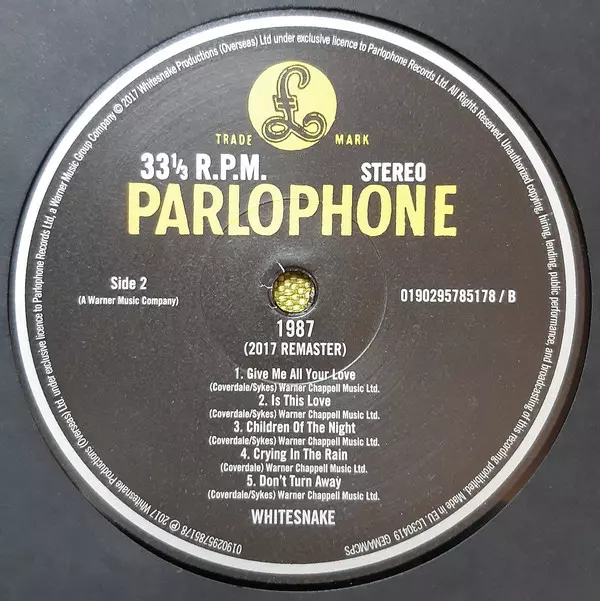 £
TRADE MARK
33⅓ R.P.M. STEREO
PARLOPHONE
Side 2
(A Warner Music Company)
0190295785178 / B
1987
(2017 REMASTER)
1. Give Me All Your Love
(Coverdale/Sykes) Warner Chappell Music Ltd.
2. Is This Love
(Coverdale/Sykes) Warner Chappell Music Ltd.
3. Children Of The Night
(Coverdale/Sykes) Warner Chappell Music Ltd.
4. Crying In The Rain
(Coverdale) Warner Chappell Music Ltd.
5. Don't Turn Away
(Coverdale/Sykes) Warner Chappell Music Ltd.
WHITESNAKE
0190295785178 ℗ 2017 Whitesnake Productions (Overseas) Ltd. under exclusive licence to Parlophone Records Ltd, a Warner Music Group Company © 2017 Whitesnake Productions (Overseas) Ltd under exclusive licence to Parlophone Records Ltd. All Rights Reserved. Unauthorized copying, hiring, lending, public performance, and broadcasting of this recording prohibited. Made in EU. LC30419 GEMA/MCPS